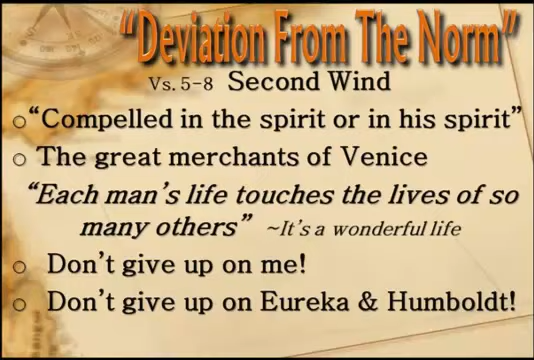 "Deviation From The Norm"
Vs. 5-8 Second Wind
o "Compelled in the spirit or in his spirit"
o The great merchants of Venice
"Each man's life touches the lives of so
many others" ~It's a wonderful life
o Don't give up on me!
o Don't give up on Eureka & Humboldt!